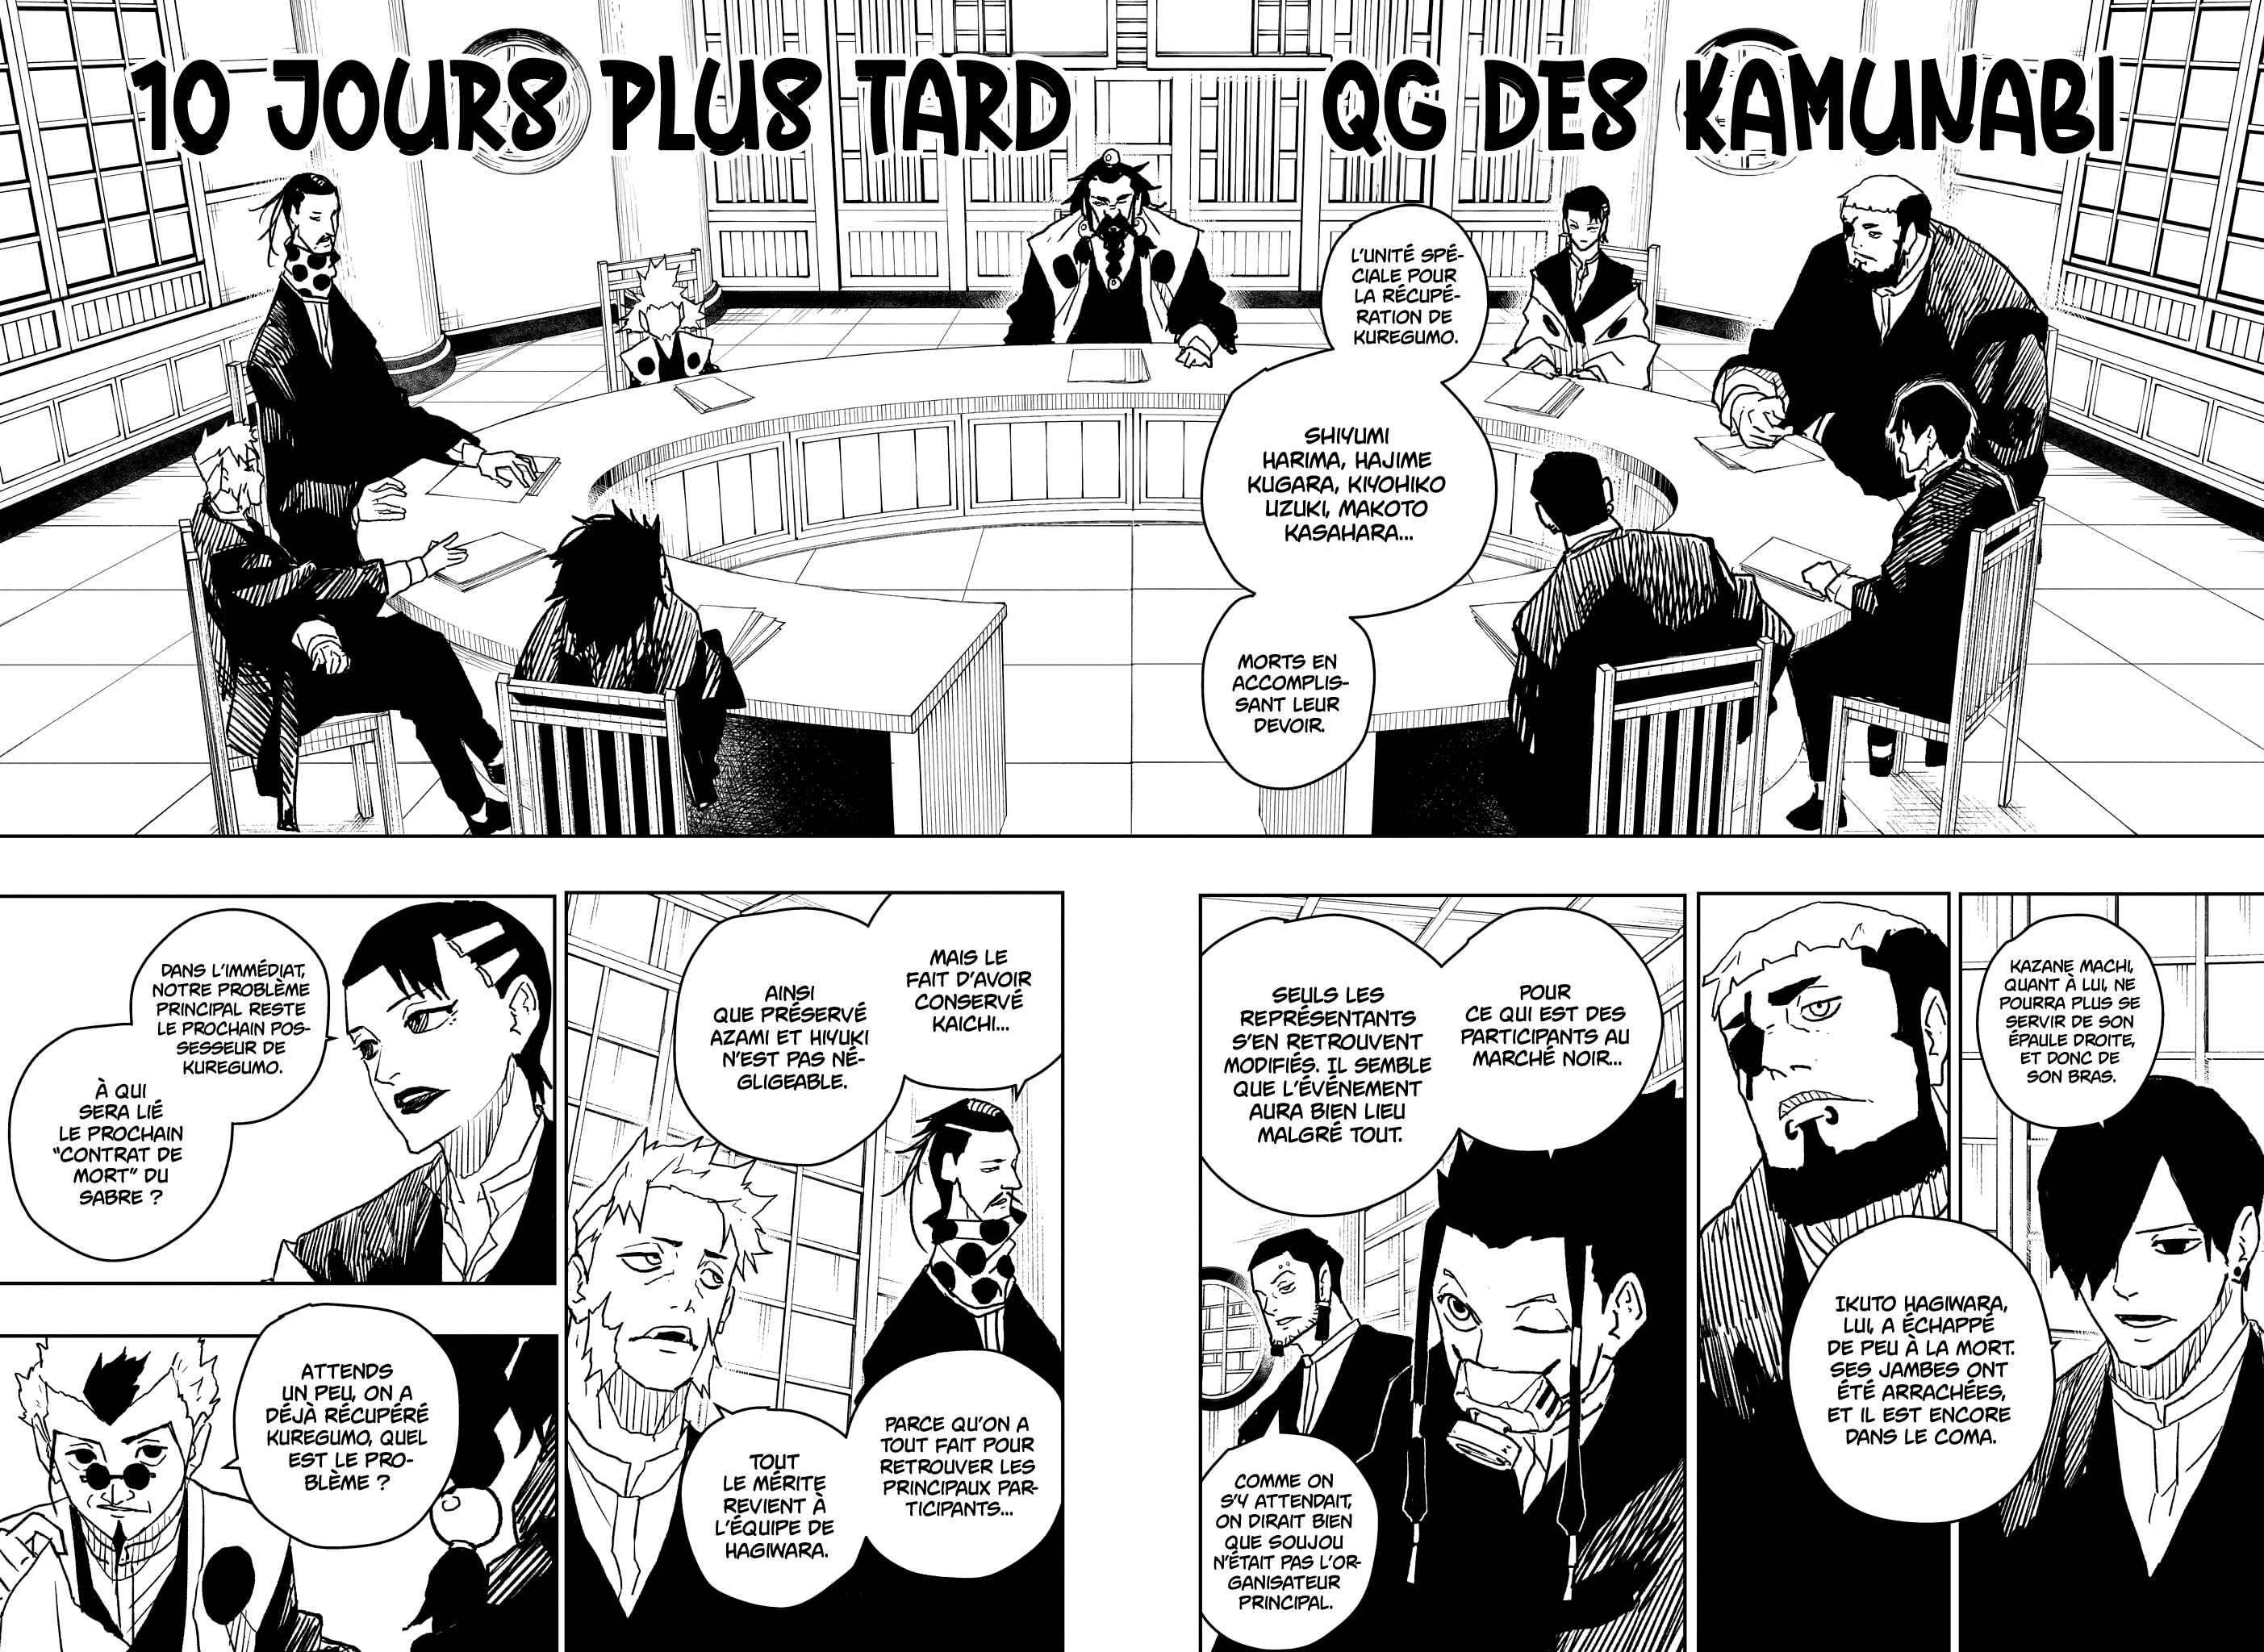 10 JOURS PLUS TARD
QG DES KAMUNABI
L'UNITÉ SPÉ-
CIALE POUR
LA RÉCUPÉ-
RATION DE
KUREGUMO.
SHIYUMI
HARIMA, HAJIME
KUGARA, KIYOHIKO
UZUKI, MAKOTO
KASAHARA...
MORTS EN
ACCOMPLIS-
SANT LEUR
DEVOIR.
KAZANE MACHI,
QUANT À LUI, NE
POURRA PLUS SE
SERVIR DE SON
ÉPAULE DROITE,
ET DONC DE
SON BRAS.
IKUTO HAGIWARA,
LUI, A ÉCHAPPÉ
DE PEU À LA MORT.
SES JAMBES ONT
ÉTÉ ARRACHÉES,
ET IL EST ENCORE
DANS LE COMA.
POUR
CE QUI EST DES
PARTICIPANTS AU
MARCHÉ NOIR...
SEULS LES
REPRÉSENTANTS
S'EN RETROUVENT
MODIFIÉS. IL SEMBLE
QUE L'ÉVÉNEMENT
AURA BIEN LIEU
MALGRÉ TOUT.
COMME ON
S'Y ATTENDAIT,
ON DIRAIT BIEN
QUE SOUJOU
N'ÉTAIT PAS L'OR-
GANISATEUR
PRINCIPAL.
MAIS LE
FAIT D'AVOIR
CONSERVÉ
KAICHI...
AINSI
QUE PRÉSERVÉ
AZAMI ET HIYUKI
N'EST PAS NÉ-
GLIGEABLE.
PARCE QU'ON A
TOUT FAIT POUR
RETROUVER LES
PRINCIPAUX PAR-
TICIPANTS...
TOUT
LE MÉRITE
REVIENT À
L'ÉQUIPE DE
HAGIWARA.
DANS L'IMMÉDIAT,
NOTRE PROBLÈME
PRINCIPAL RESTE
LE PROCHAIN POS-
SESSEUR DE
KUREGUMO.
À QUI
SERA LIÉ
LE PROCHAIN
"CONTRAT DE
MORT" DU
SABRE ?
ATTENDS
UN PEU, ON A
DÉJÀ RÉCUPÉRÉ
KUREGUMO, QUEL
EST LE PRO-
BLÈME ?